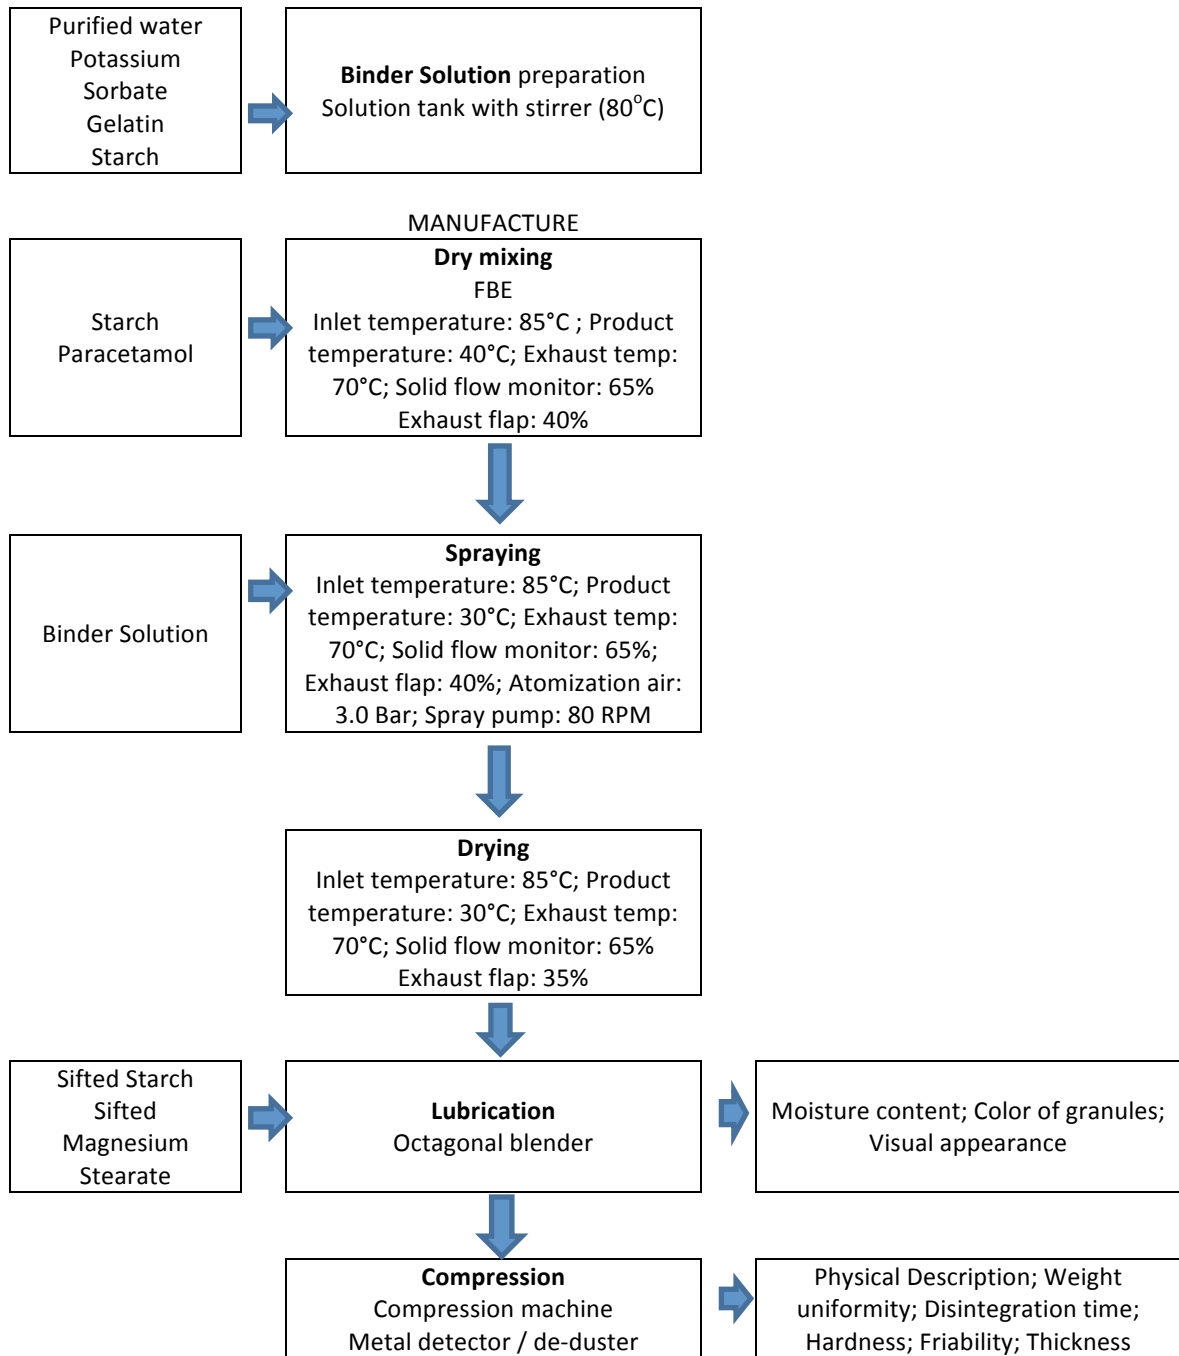 Purified water
Potassium
Sorbate
Gelatin
Starch
Binder Solution preparation
Solution tank with stirrer (80°C)
MANUFACTURE
Starch
Paracetamol
Dry mixing
FBE
Inlet temperature: 85°C ; Product
temperature: 40°C; Exhaust temp:
70°C; Solid flow monitor: 65%
Exhaust flap: 40%
Binder Solution
Spraying
Inlet temperature: 85°C; Product
temperature: 30°C; Exhaust temp:
70°C; Solid flow monitor: 65%;
Exhaust flap: 40%; Atomization air:
3.0 Bar; Spray pump: 80 RPM
Drying
Inlet temperature: 85°C; Product
temperature: 30°C; Exhaust temp:
70°C; Solid flow monitor: 65%
Exhaust flap: 35%
Sifted Starch
Sifted
Magnesium
Stearate
Lubrication
Octagonal blender
Moisture content; Color of granules;
Visual appearance
Compression
Compression machine
Metal detector / de-duster
Physical Description; Weight
uniformity; Disintegration time;
Hardness; Friability; Thickness